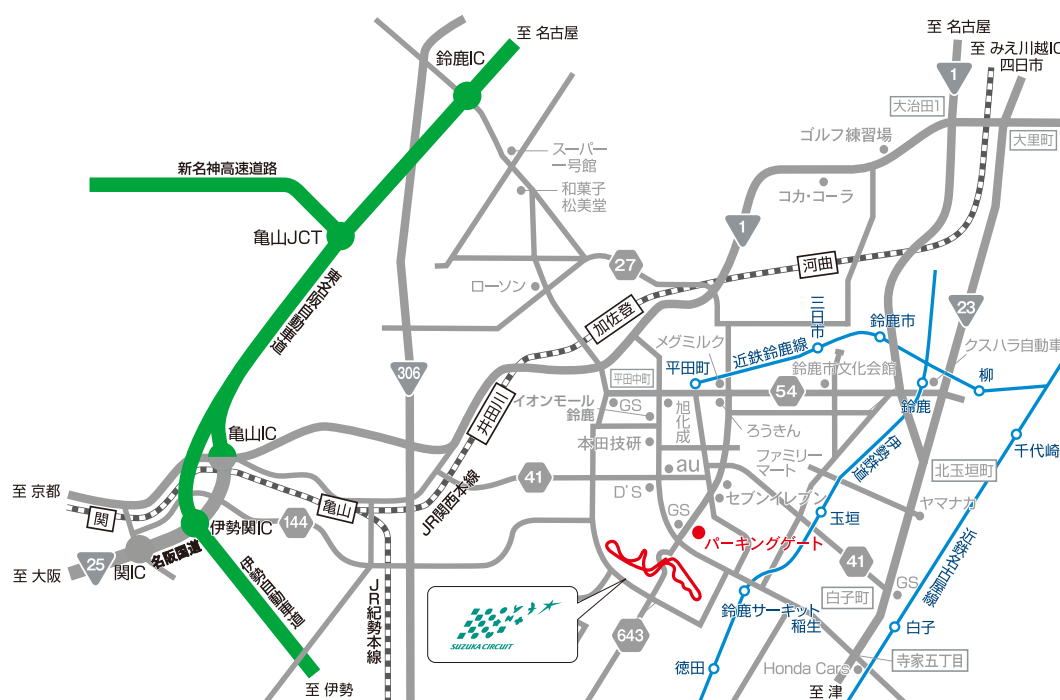 至 名古屋
鈴鹿IC
至 名古屋
至 みえ川越IC
四日市
1
大治田1
大里町
ゴルフ練習場
スーパー
一号館
新名神高速道路
和菓子
松美堂
コカ・コーラ
亀山JCT
1
河曲
27
東名阪自動車道
ローソン
加佐登
三日市
23
鈴鹿市
メグミルク
近鉄鈴鹿線
クスハラ自動車
平田町
鈴鹿市文化会館
柳
306
平田中町
54
イオンモール
鈴鹿
GS
旭化成
鈴鹿
井田川
ろうきん
亀山IC
本田技研
伊勢鉄道
千代崎
ファミリー
マート
au
北玉垣町
41
至 京都
D'S
セブンイレブン
ヤマナカ
亀山
JR関西本線
玉垣
関
伊勢関IC
144
GS
パーキングゲート
名阪国道
関IC
25
至 大阪
41
近鉄名古屋線
伊勢自動車道
JR紀勢本線
GS
白子町
鈴鹿サーキット
稲生
SUZUKA CIRCUIT
643
白子
徳田
Honda Cars
寺家五丁目
至 伊勢
至 津